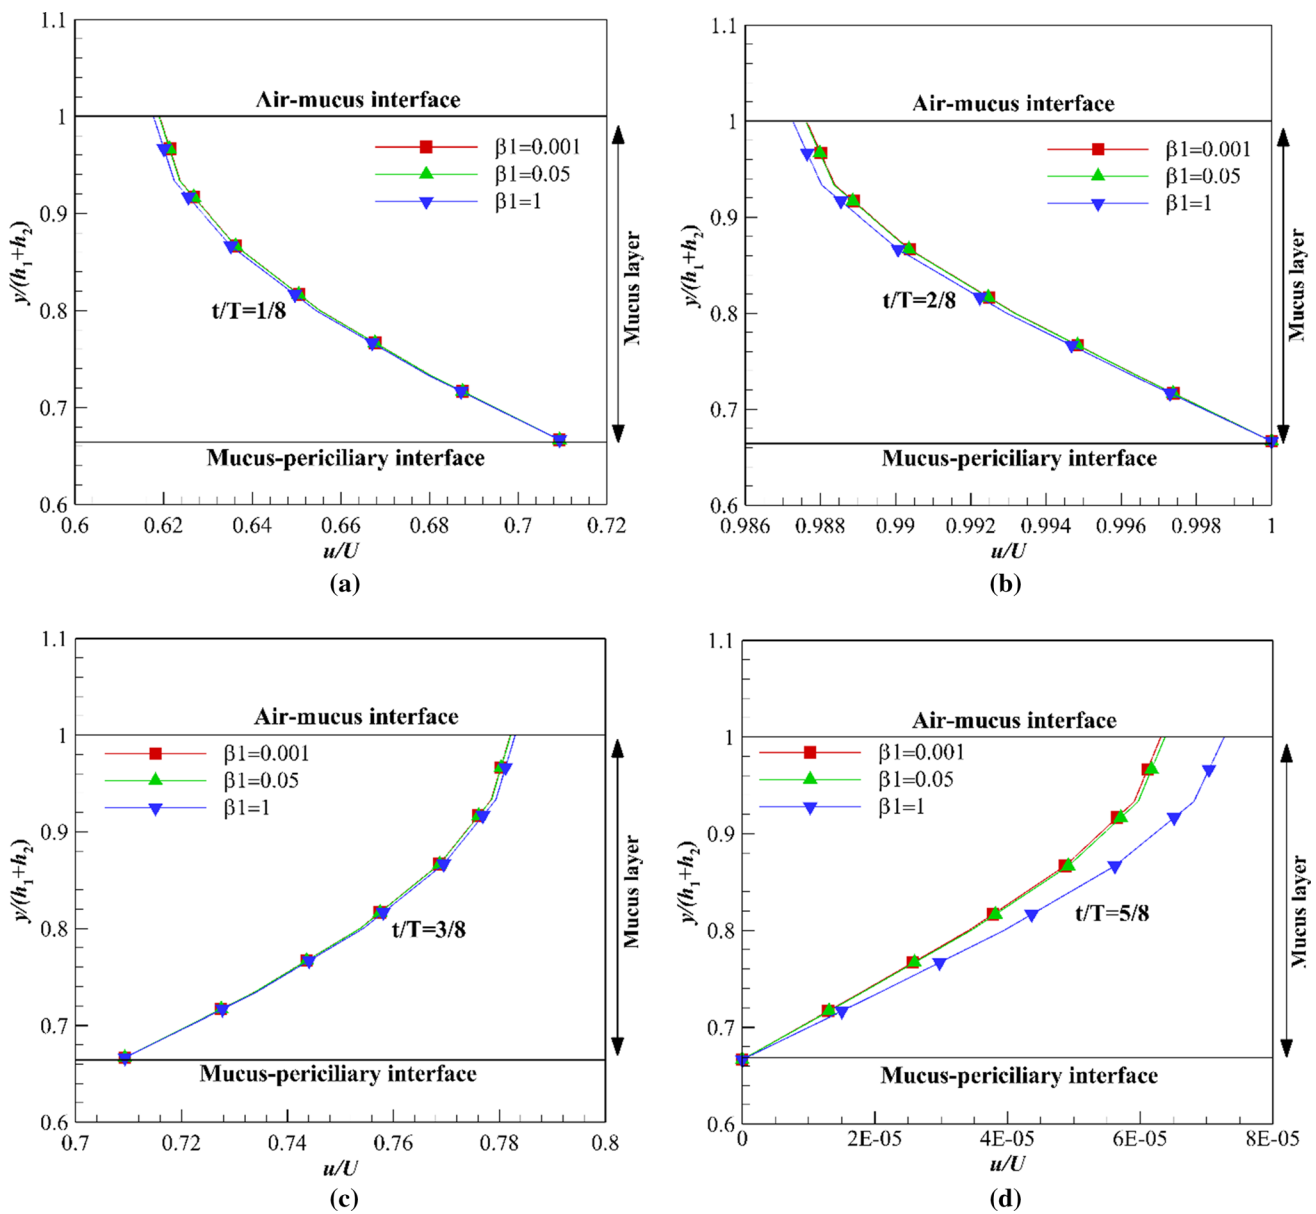 1.1
Air-mucus interface
1
β1=0.001
β1=0.05
β1=1
0.9
y/(h₁+h₂)
Mucus layer
t/T=1/8
0.8
0.7
Mucus-periciliary interface
0.6
0.6 0.62 0.64 0.66 0.68 0.7 0.72
u/U
(a)
1.1
Air-mucus interface
1
β1=0.001
β1=0.05
β1=1
0.9
y/(h₁+h₂)
Mucus layer
t/T=2/8
0.8
0.7
Mucus-periciliary interface
0.6
0.986 0.988 0.99 0.992 0.994 0.996 0.998 1
u/U
(b)
1.1
Air-mucus interface
1
β1=0.001
β1=0.05
β1=1
0.9
y/(h₁+h₂)
Mucus layer
t/T=3/8
0.8
0.7
Mucus-periciliary interface
0.6
0.7 0.72 0.74 0.76 0.78 0.8
u/U
(c)
1.1
Air-mucus interface
1
β1=0.001
β1=0.05
β1=1
0.9
y/(h₁+h₂)
Mucus layer
t/T=5/8
0.8
0.7
Mucus-periciliary interface
0.6
0 2E-05 4E-05 6E-05 8E-05
u/U
(d)